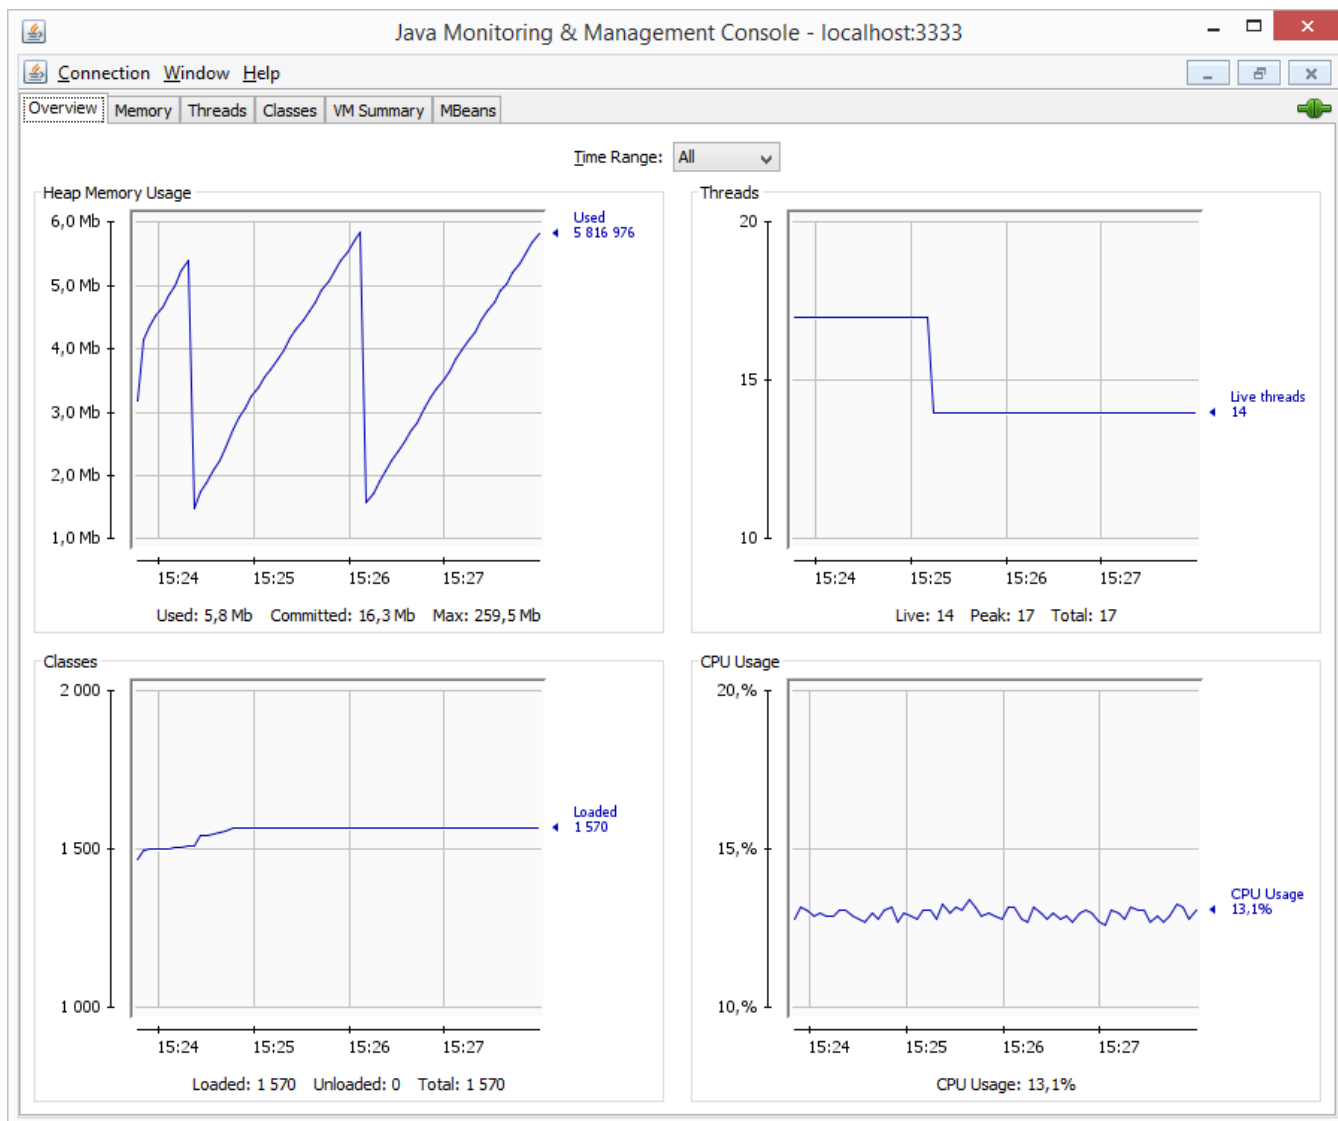 Java Monitoring & Management Console - localhost:3333
Connection Window Help
Overview Memory Threads Classes VM Summary MBeans
Time Range: All
Heap Memory Usage
6,0 Mb
5,0 Mb
4,0 Mb
3,0 Mb
2,0 Mb
1,0 Mb
Used
5 816 976
15:24 15:25 15:26 15:27
Used: 5,8 Mb Committed: 16,3 Mb Max: 259,5 Mb
Threads
20
15
10
Live threads
14
15:24 15:25 15:26 15:27
Live: 14 Peak: 17 Total: 17
Classes
2 000
1 500
1 000
Loaded
1 570
15:24 15:25 15:26 15:27
Loaded: 1 570 Unloaded: 0 Total: 1 570
CPU Usage
20,%
15,%
10,%
CPU Usage
13,1%
15:24 15:25 15:26 15:27
CPU Usage: 13,1%